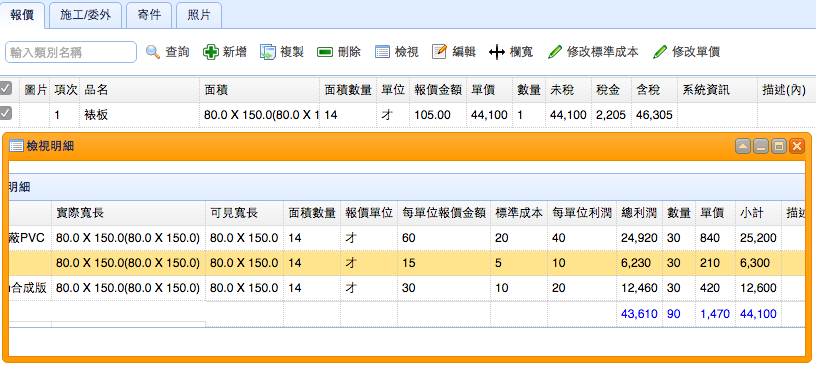 報價 施工/委外 寄件 照片
輸入類別名稱 查詢 新增 複製 刪除 檢視 編輯 欄寬 修改標準成本 修改單價
圖片 項次 品名 面積 面積數量 單位 報價金額 單價 數量 未稅 稅金 含稅 系統資訊 描述(內)
1 裱板 80.0 X 150.0(80.0 X 1 14 才 105.00 44,100 1 44,100 2,205 46,305
檢視明細
明細
實際寬長 可見寬長 面積數量 報價單位 每單位報價金額 標準成本 每單位利潤 總利潤 數量 單價 小計 描述
蔽PVC 80.0 X 150.0(80.0 X 150.0) 80.0 X 150.0 14 才 60 20 40 24,920 30 840 25,200
80.0 X 150.0(80.0 X 150.0) 80.0 X 150.0 14 才 15 5 10 6,230 30 210 6,300
合成版 80.0 X 150.0(80.0 X 150.0) 80.0 X 150.0 14 才 30 10 20 12,460 30 420 12,600
43,610 90 1,470 44,100